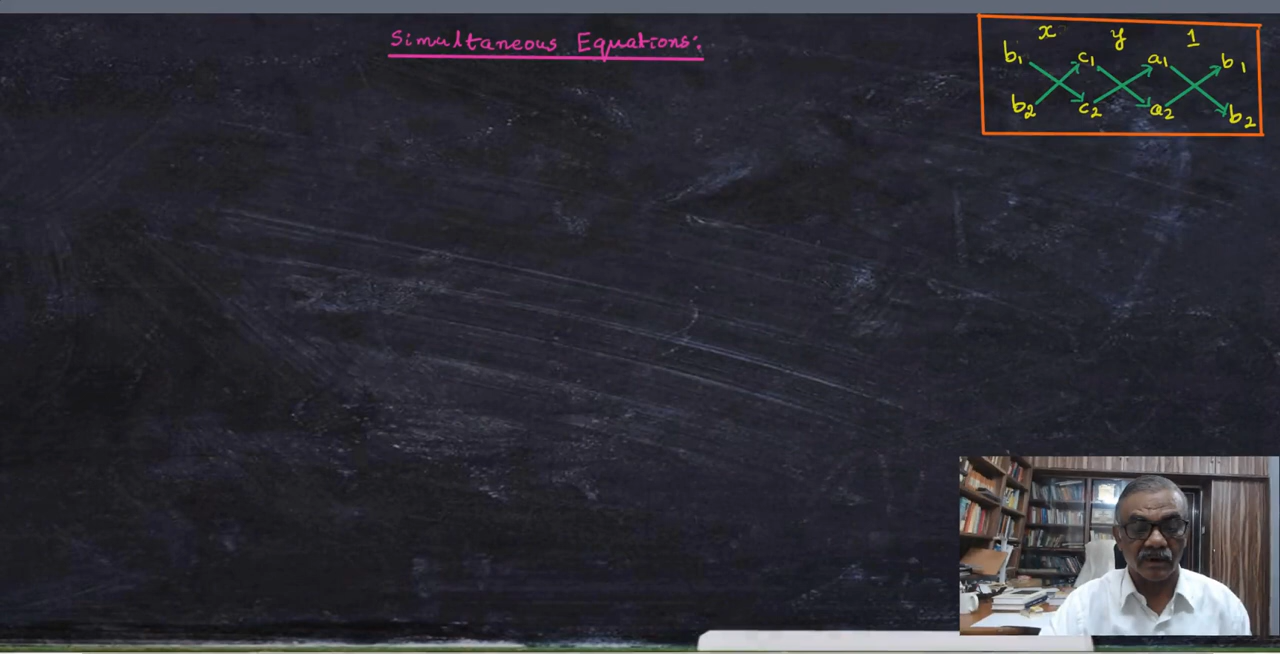 Simultaneous Equations:
x y 1
b₁ c₁ a₁ b₁
b₂ c₂ a₂ b₂